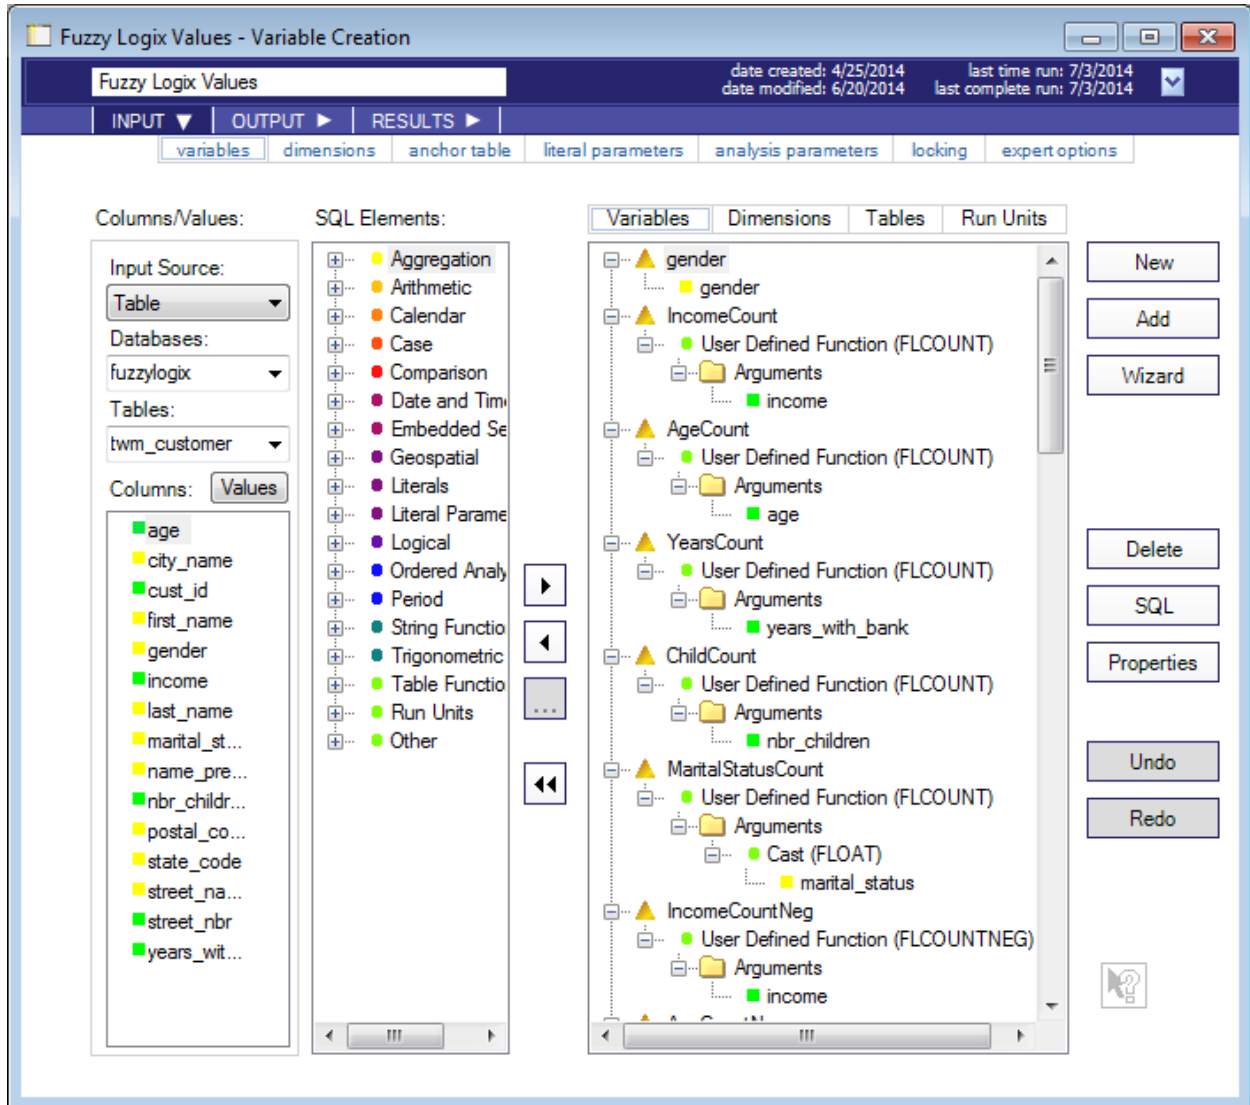 Fuzzy Logix Values - Variable Creation
Fuzzy Logix Values
date created: 4/25/2014 last time run: 7/3/2014
date modified: 6/20/2014 last complete run: 7/3/2014
INPUT ▼ OUTPUT ▶ RESULTS ▶
variables dimensions anchor table literal parameters analysis parameters locking expert options
Columns/Values:
Input Source:
Table
Databases:
fuzzylogix
Tables:
twm_customer
Columns: Values
age
city_name
cust_id
first_name
gender
income
last_name
marital_st...
name_pre...
nbr_childr...
postal_co...
state_code
street_na...
street_nbr
years_wit...
SQL Elements:
Aggregation
Arithmetic
Calendar
Case
Comparison
Date and Time
Embedded Se
Geospatial
Literals
Literal Parame
Logical
Ordered Analy
Period
String Functio
Trigonometric
Table Functio
Run Units
Other
...
Variables Dimensions Tables Run Units
gender
gender
IncomeCount
User Defined Function (FLCOUNT)
Arguments
income
AgeCount
User Defined Function (FLCOUNT)
Arguments
age
YearsCount
User Defined Function (FLCOUNT)
Arguments
years_with_bank
ChildCount
User Defined Function (FLCOUNT)
Arguments
nbr_children
MaritalStatusCount
User Defined Function (FLCOUNT)
Arguments
Cast (FLOAT)
marital_status
IncomeCountNeg
User Defined Function (FLCOUNTNEG)
Arguments
income
New
Add
Wizard
Delete
SQL
Properties
Undo
Redo